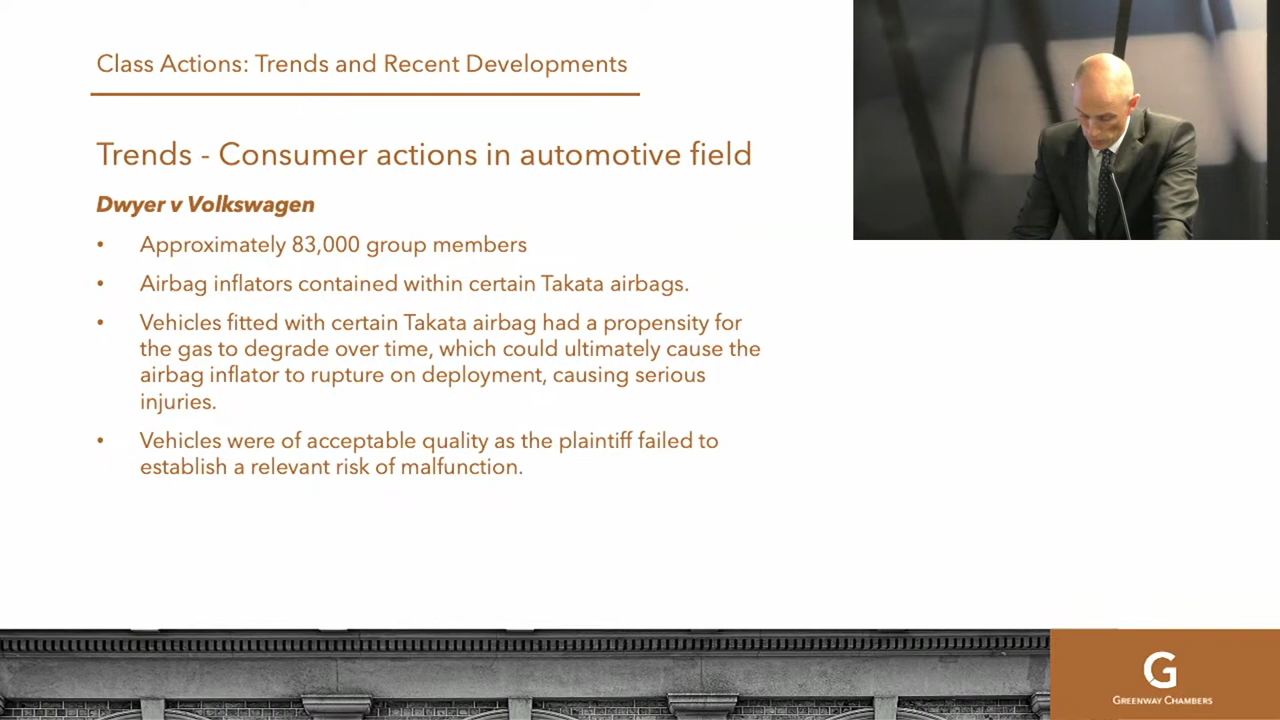 Class Actions: Trends and Recent Developments
Trends - Consumer actions in automotive field
Dwyer v Volkswagen
• Approximately 83,000 group members
• Airbag inflators contained within certain Takata airbags.
• Vehicles fitted with certain Takata airbag had a propensity for
the gas to degrade over time, which could ultimately cause the
airbag inflator to rupture on deployment, causing serious
injuries.
• Vehicles were of acceptable quality as the plaintiff failed to
establish a relevant risk of malfunction.
G
GREENWAY CHAMBERS